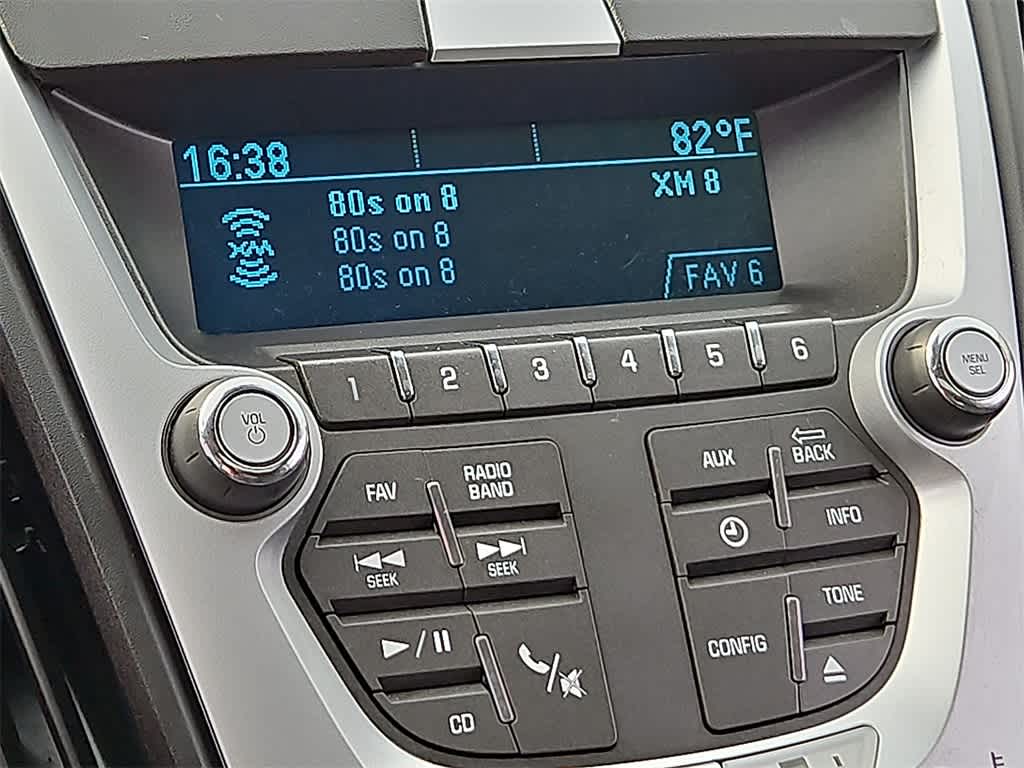 16:38 82°F
80s on 8 XM 8
XM
80s on 8
80s on 8 FAV 6
1 2 3 4 5 6
VOL
MENU
SEL
FAV
RADIO
BAND
AUX
BACK
INFO
SEEK
SEEK
TONE
CONFIG
CD